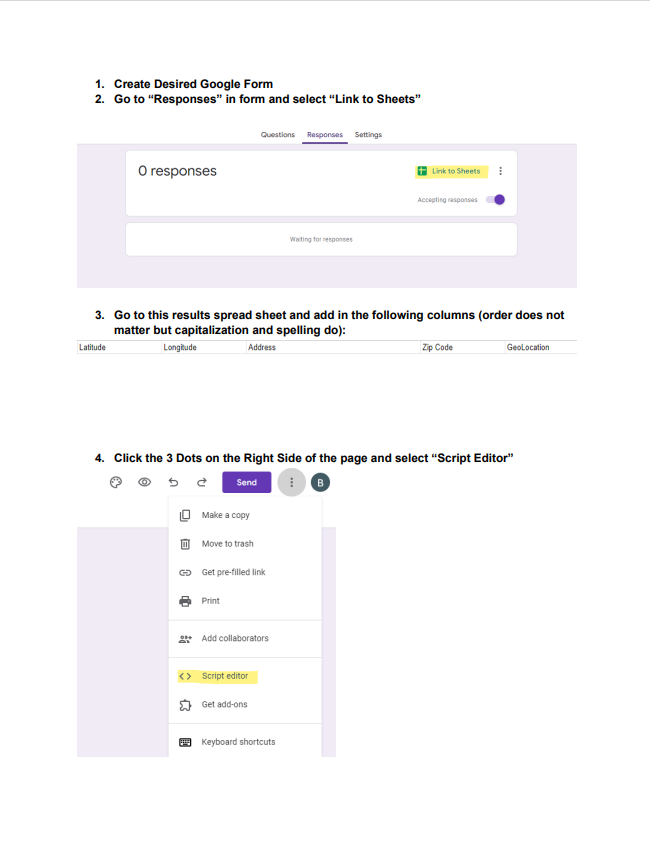 1. Create Desired Google Form
2. Go to “Responses” in form and select “Link to Sheets”
Questions Responses Settings
0 responses
Link to Sheets
Accepting responses
Waiting for responses
3. Go to this results spread sheet and add in the following columns (order does not
matter but capitalization and spelling do):
Latitude Longitude Address Zip Code GeoLocation
4. Click the 3 Dots on the Right Side of the page and select “Script Editor”
Send B
Make a copy
Move to trash
Get pre-filled link
Print
Add collaborators
Script editor
Get add-ons
Keyboard shortcuts